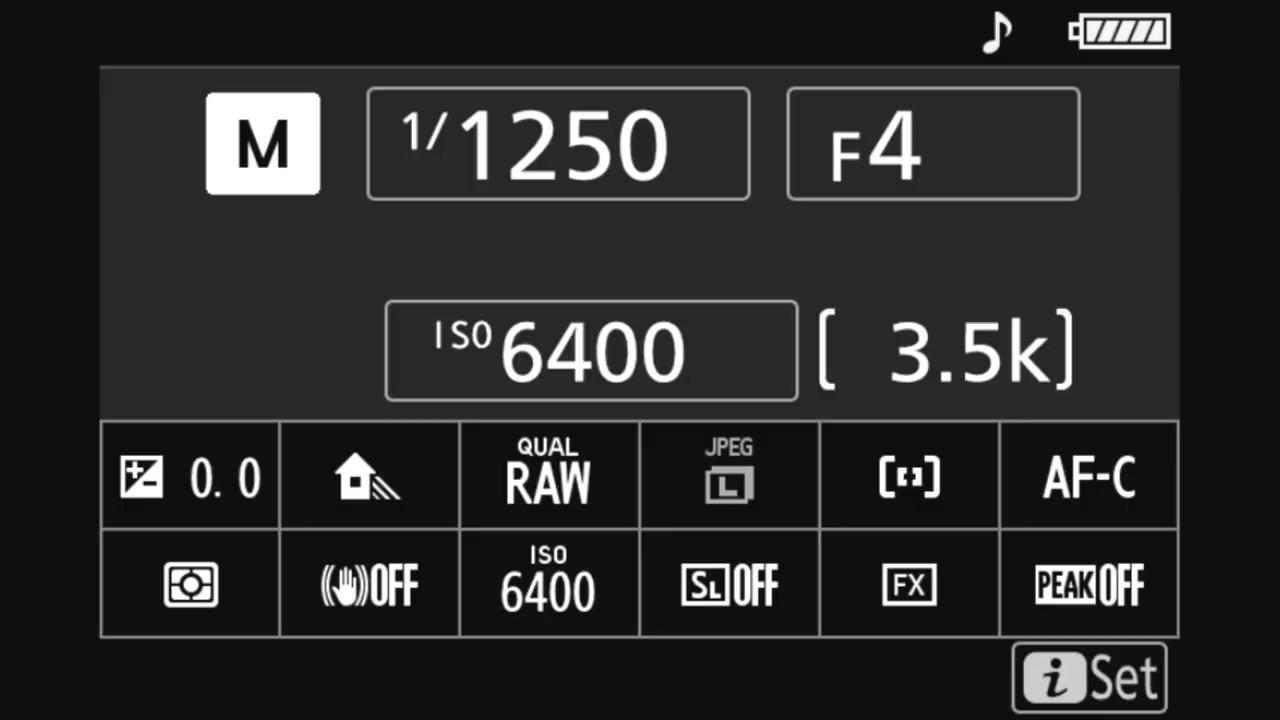 M 1/1250 F4
ISO 6400 [ 3.5k]
0.0 QUAL RAW JPEG L AF-C
OFF ISO 6400 SL OFF FX PEAK OFF
i Set